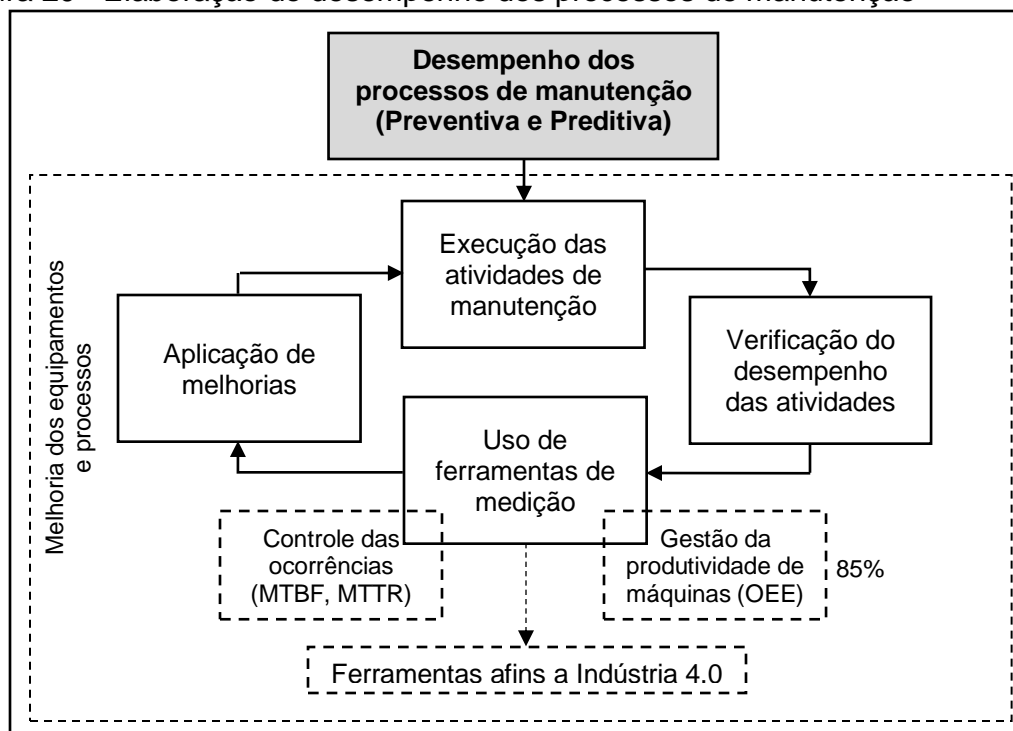 Desempenho dos
processos de manutenção
(Preventiva e Preditiva)
Execução das
atividades de
manutenção
Aplicação de
melhorias
Verificação do
desempenho
das atividades
Uso de
ferramentas de
medição
Melhoria dos equipamentos
e processos
Controle das
ocorrências
(MTBF, MTTR)
Gestão da
produtividade de
máquinas (OEE)
85%
Ferramentas afins a Indústria 4.0